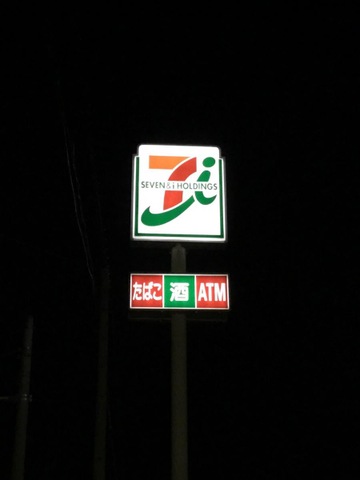 7i
SEVEN & i HOLDINGS
たばこ 酒 ATM